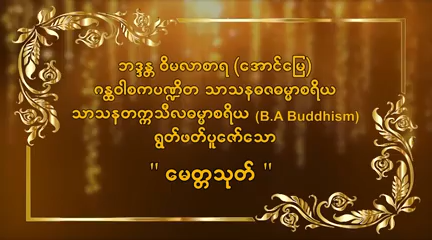 ဘဒ္ဒန္တ ဝိမလာစာရ (အောင်မြေ)
ဂန္ထဝါစကပဏ္ဍိတ သာသနဓဇဓမ္မာစရိယ
သာသနတက္ကသီလဓမ္မာစရိယ (B.A Buddhism)
ရွတ်ဖတ်ပူဇော်သော
" မေတ္တသုတ် "